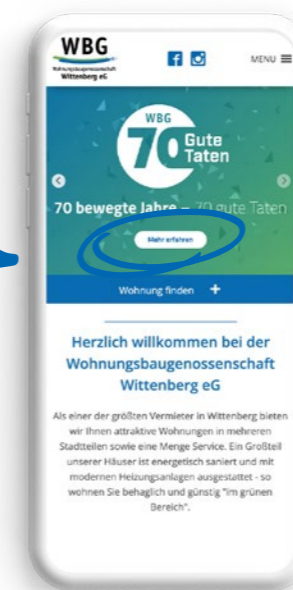 WBG
Wohnungsbaugenossenschaft
Wittenberg eG
MENU
WBG
70 Gute
Taten
70 bewegte Jahre – 70 gute Taten
Mehr erfahren
Wohnung finden +
Herzlich willkommen bei der
Wohnungsbaugenossenschaft
Wittenberg eG
Als einer der größten Vermieter in Wittenberg bieten
wir Ihnen attraktive Wohnungen in mehreren
Stadtteilen sowie eine Menge Service. Ein Großteil
unserer Häuser ist energetisch saniert und mit
modernen Heizungsanlagen ausgestattet - so
wohnen Sie behaglich und günstig "im grünen
Bereich".